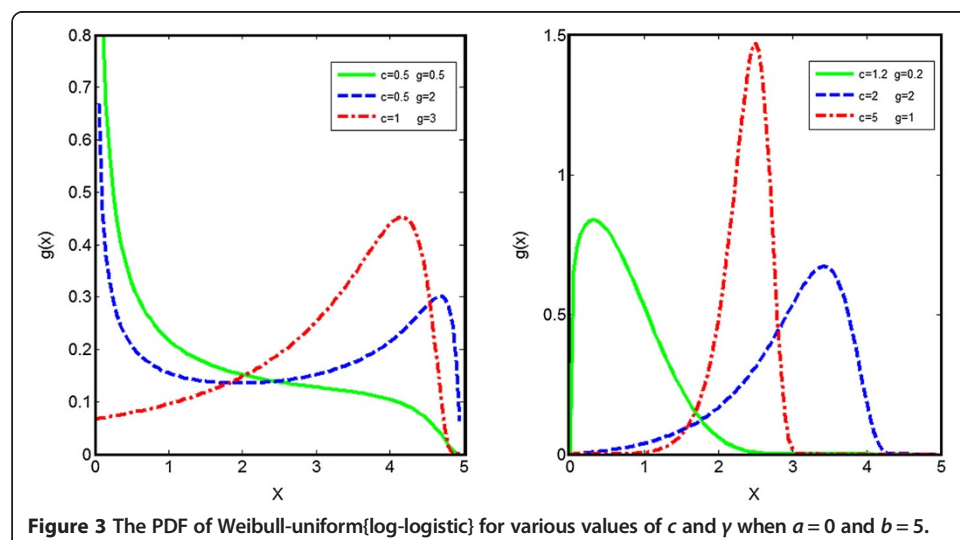 0.8
0.7
0.6
0.5
0.4
0.3
0.2
0.1
0
g(x)
0 1 2 3 4 5
X
c=0.5 g=0.5
c=0.5 g=2
c=1 g=3
1.5
1
0.5
0
g(x)
0 1 2 3 4 5
X
c=1.2 g=0.2
c=2 g=2
c=5 g=1
Figure 3 The PDF of Weibull-uniform{log-logistic} for various values of c and γ when a = 0 and b = 5.